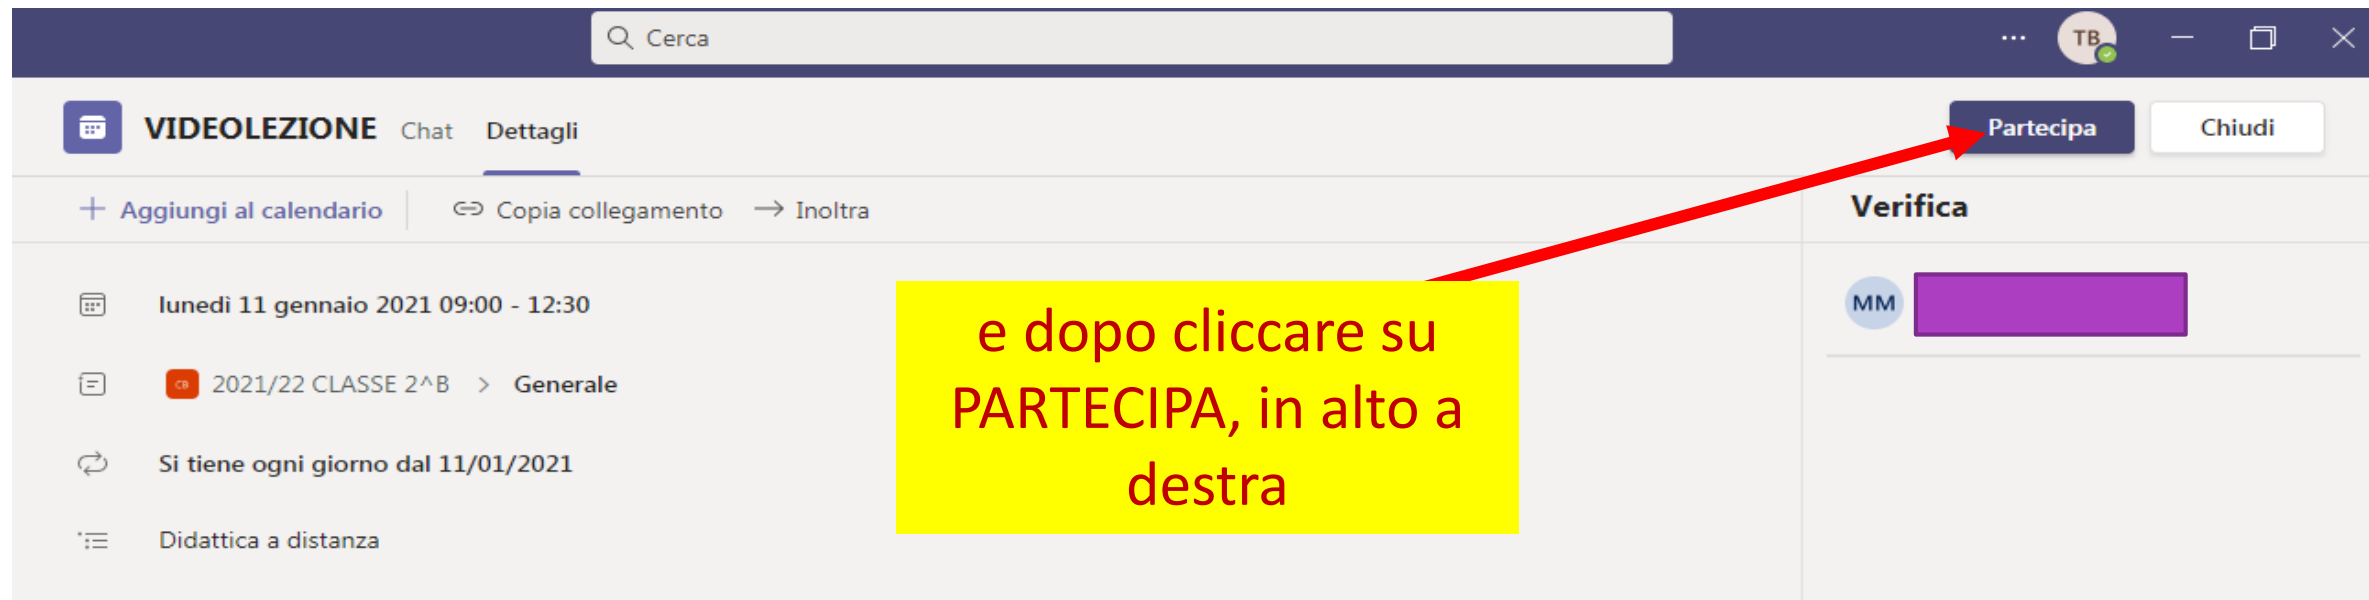 Cerca
... TB
VIDEOLEZIONE Chat Dettagli
Partecipa Chiudi
+ Aggiungi al calendario Copia collegamento → Inoltra
Verifica
lunedì 11 gennaio 2021 09:00 - 12:30
MM
CB 2021/22 CLASSE 2^B > Generale
Si tiene ogni giorno dal 11/01/2021
Didattica a distanza
e dopo cliccare su
PARTECIPA, in alto a
destra